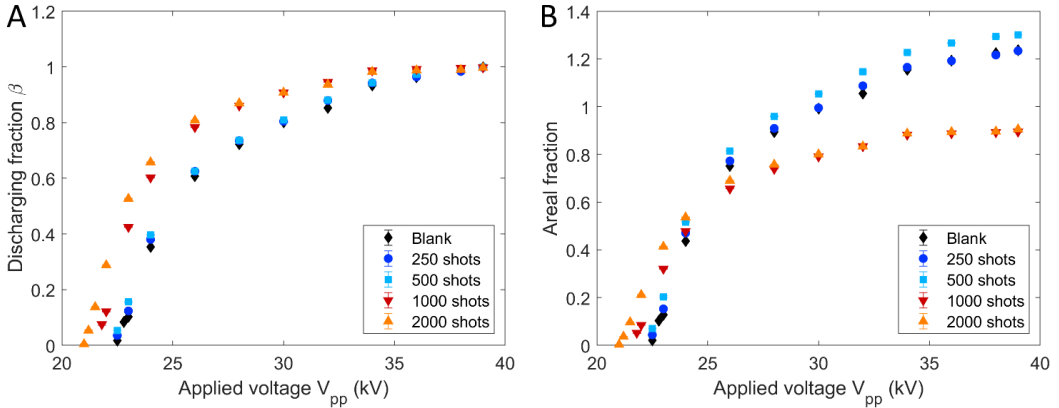 A
1.2
1
0.8
0.6
0.4
0.2
0
Discharging fraction β
20 25 30 35 40
Applied voltage Vpp (kV)
Blank
250 shots
500 shots
1000 shots
2000 shots
B
1.4
1.2
1
0.8
0.6
0.4
0.2
0
Areal fraction
20 25 30 35 40
Applied voltage Vpp (kV)
Blank
250 shots
500 shots
1000 shots
2000 shots